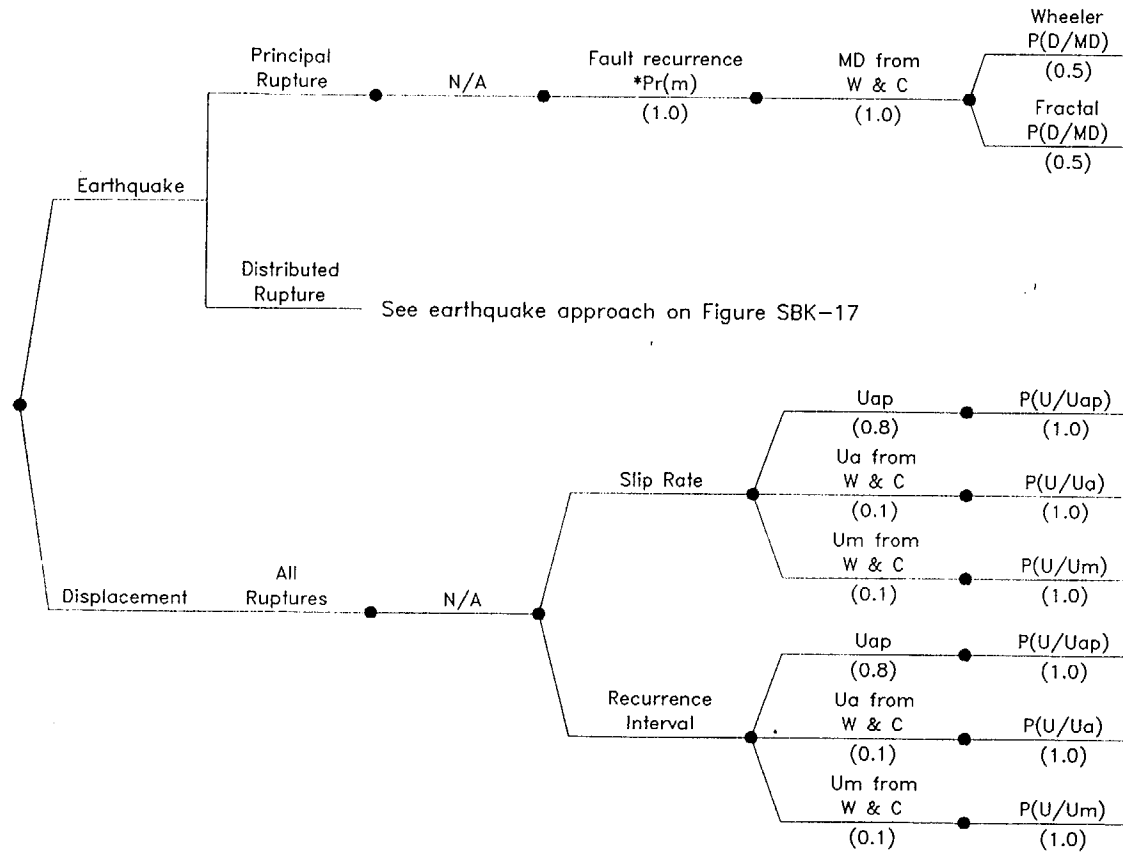 Principal
Rupture
N/A
Fault recurrence
*Pr(m)
(1.0)
MD from
W & C
(1.0)
Wheeler
P(D/MD)
(0.5)
Fractal
P(D/MD)
(0.5)
Earthquake
Distributed
Rupture
See earthquake approach on Figure SBK-17
Displacement
All
Ruptures
N/A
Slip Rate
Uap
(0.8)
P(U/Uap)
(1.0)
Ua from
W & C
(0.1)
P(U/Ua)
(1.0)
Um from
W & C
(0.1)
P(U/Um)
(1.0)
Recurrence
Interval
Uap
(0.8)
P(U/Uap)
(1.0)
Ua from
W & C
(0.1)
P(U/Ua)
(1.0)
Um from
W & C
(0.1)
P(U/Um)
(1.0)